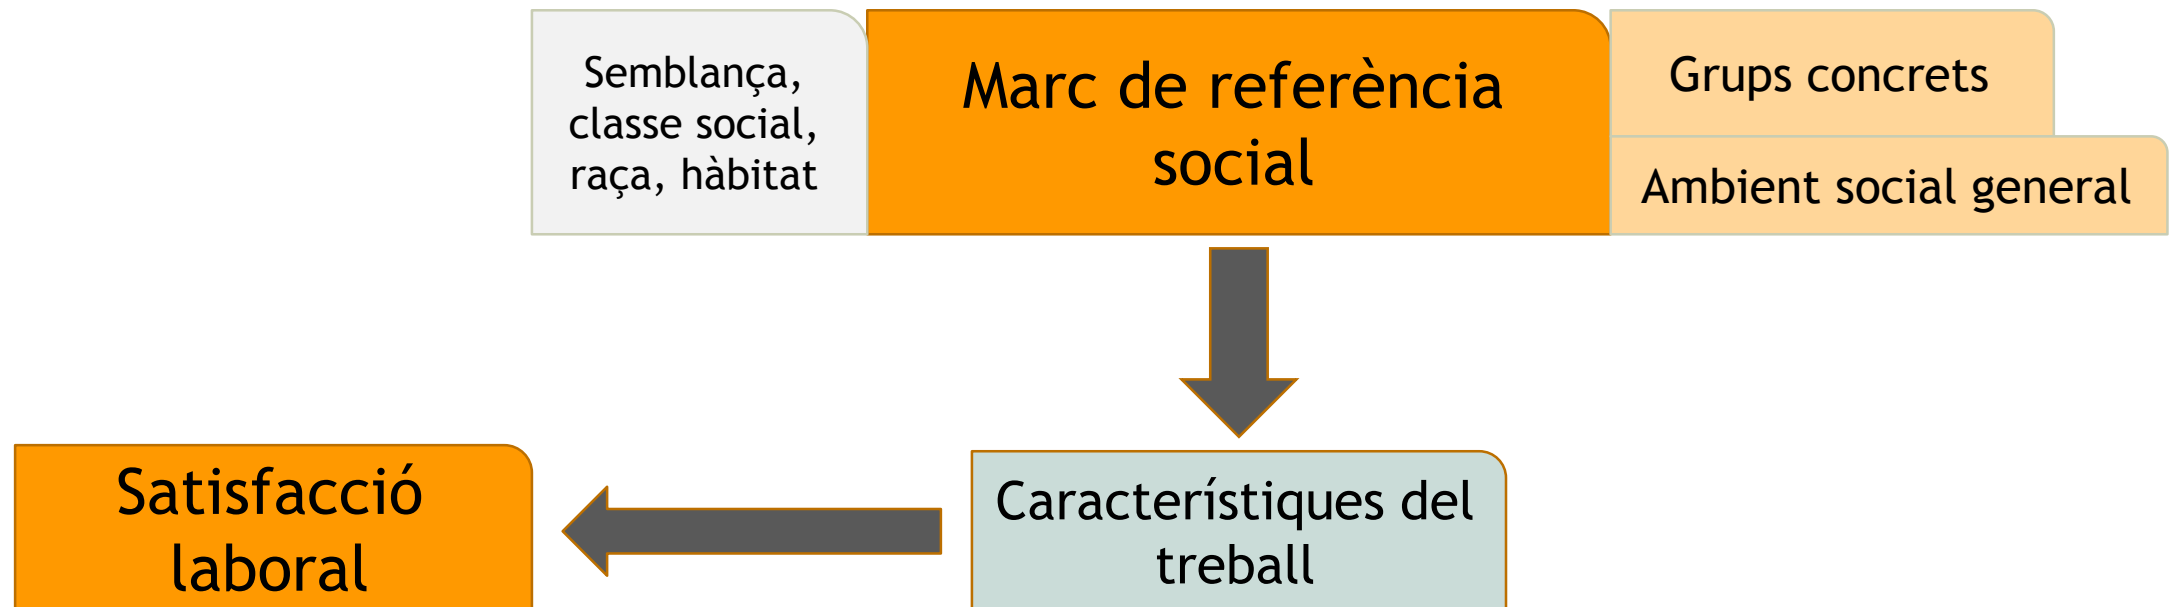 Semblança,
classe social,
raça, hàbitat
Marc de referència
social
Grups concrets
Ambient social general
Satisfacció
laboral
Característiques del
treball